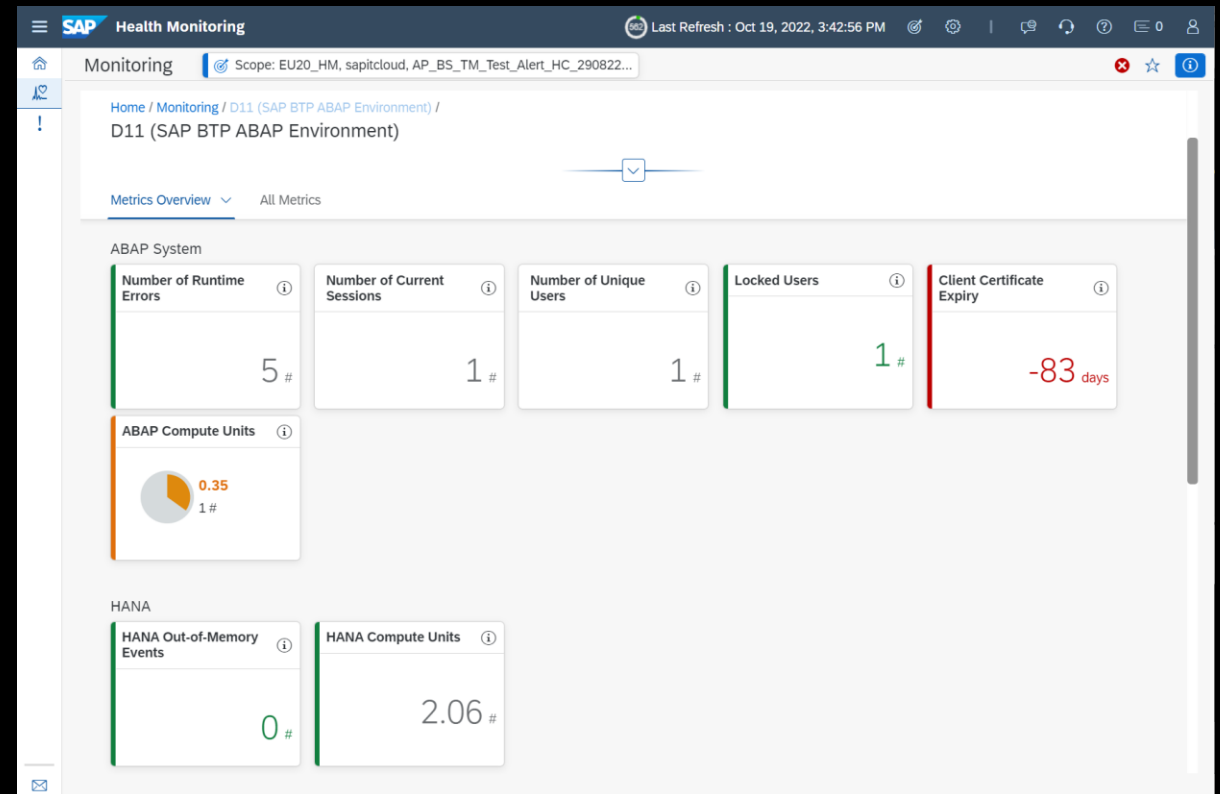 SAP Health Monitoring 562 Last Refresh : Oct 19, 2022, 3:42:56 PM 0
Monitoring Scope: EU20_HM, sapitcloud, AP_BS_TM_Test_Alert_HC_290822...
Home / Monitoring / D11 (SAP BTP ABAP Environment) /
D11 (SAP BTP ABAP Environment)
Metrics Overview All Metrics
ABAP System
Number of Runtime
Errors
5 #
Number of Current
Sessions
1 #
Number of Unique
Users
1 #
Locked Users
1 #
Client Certificate
Expiry
-83 days
ABAP Compute Units
0.35
1 #
HANA
HANA Out-of-Memory
Events
0 #
HANA Compute Units
2.06 #